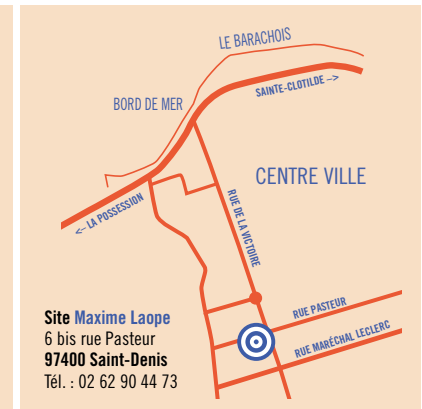 LE BARACHOIS
SAINTE-CLOTILDE –>
BORD DE MER
CENTRE VILLE
<– LA POSSESSION
RUE DE LA VICTOIRE
RUE PASTEUR
RUE MARÉCHAL LECLERC
Site Maxime Laope
6 bis rue Pasteur
97400 Saint-Denis
Tél. : 02 62 90 44 73